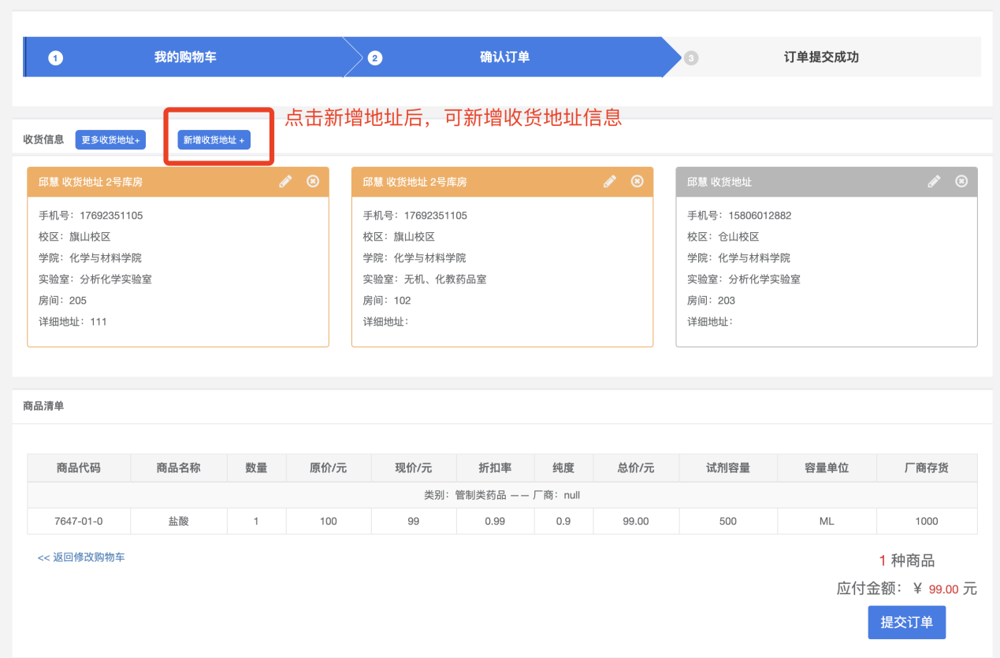 1 我的购物车 2 确认订单 3 订单提交成功
点击新增地址后，可新增收货地址信息
收货信息 更多收货地址+ 新增收货地址 +
邱慧 收货地址 2号库房
手机号：17692351105
校区：旗山校区
学院：化学与材料学院
实验室：分析化学实验室
房间：205
详细地址：111
邱慧 收货地址 2号库房
手机号：17692351105
校区：旗山校区
学院：化学与材料学院
实验室：无机、化教药品室
房间：102
详细地址：
邱慧 收货地址
手机号：15806012882
校区：仓山校区
学院：化学与材料学院
实验室：分析化学实验室
房间：203
详细地址：
商品清单
商品代码 商品名称 数量 原价/元 现价/元 折扣率 纯度 总价/元 试剂容量 容量单位 厂商存货
类别：管制类药品 —— 厂商：null
7647-01-0 盐酸 1 100 99 0.99 0.9 99.00 500 ML 1000
<< 返回修改购物车
1 种商品
应付金额：￥ 99.00 元
提交订单